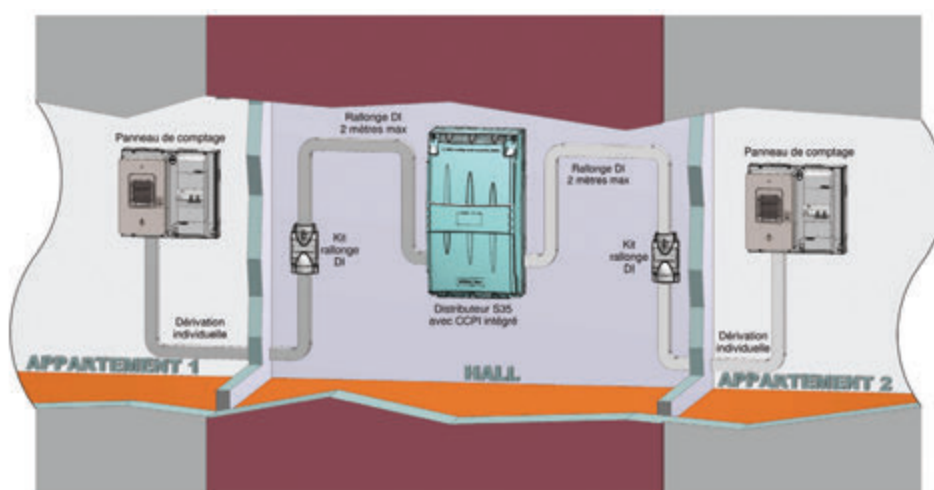 Panneau de comptage
Rallonge DI
2 mètres max
Rallonge DI
2 mètres max
Panneau de comptage
Kit
rallonge
DI
Kit
rallonge
DI
Distributeur S35
avec CCPI intégré
Dérivation
individuelle
Dérivation
individuelle
APPARTEMENT 1
HALL
APPARTEMENT 2